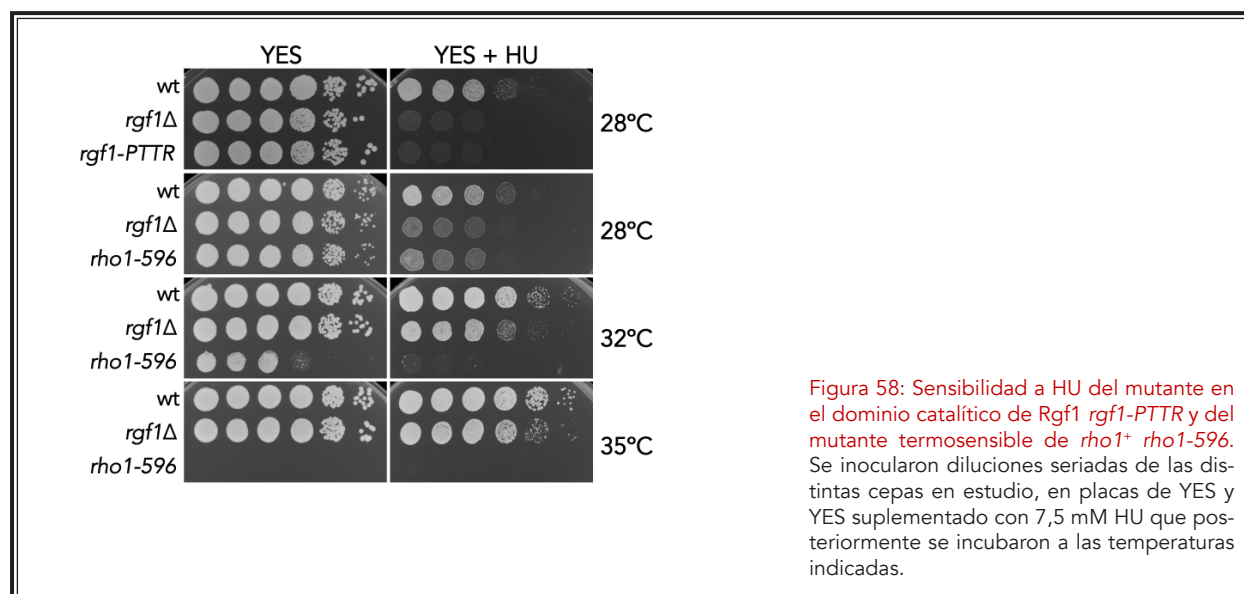 YES YES + HU
wt
rgf1Δ
rgf1-PTTR
28ºC
wt
rgf1Δ
rho1-596
28ºC
wt
rgf1Δ
rho1-596
32ºC
wt
rgf1Δ
rho1-596
35ºC
Figura 58: Sensibilidad a HU del mutante en
el dominio catalítico de Rgf1 rgf1-PTTR y del
mutante termosensible de rho1⁺ rho1-596.
Se inocularon diluciones seriadas de las dis-
tintas cepas en estudio, en placas de YES y
YES suplementado con 7,5 mM HU que pos-
teriormente se incubaron a las temperaturas
indicadas.